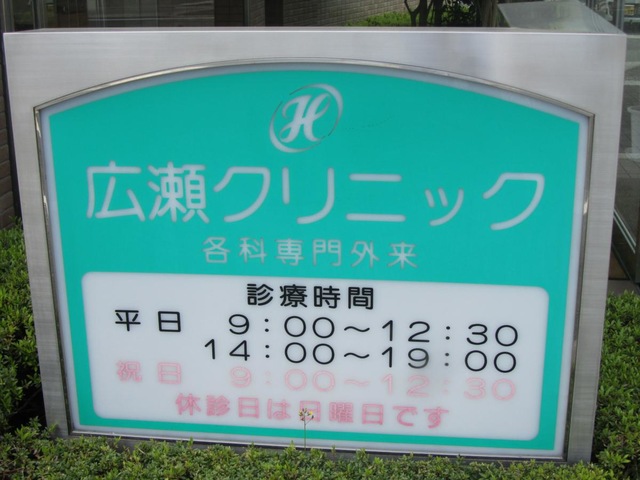 H
広瀬クリニック
各科専門外来
診療時間
平日 9:00～12:30
14:00～19:00
祝日 9:00～12:30
休診日は日曜日です